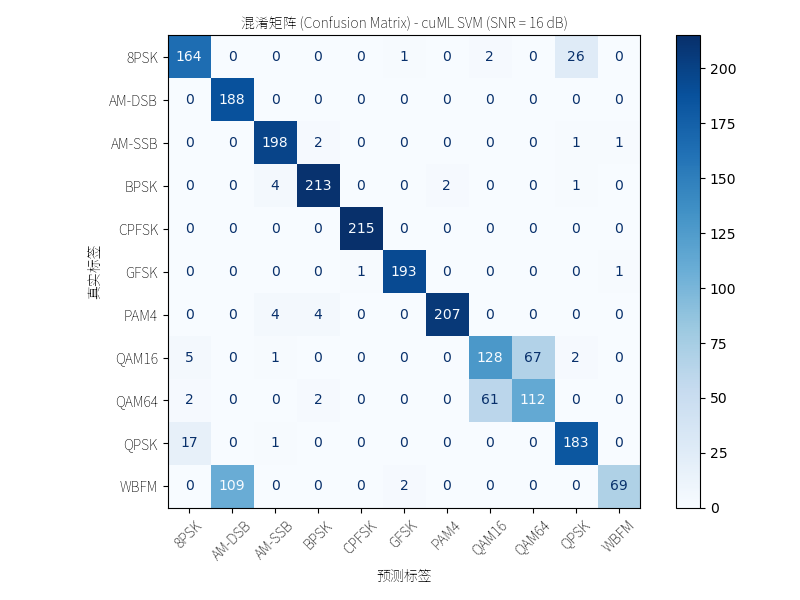 混淆矩阵 (Confusion Matrix) - cuML SVM (SNR = 16 dB)
真实标签
8PSK 164 0 0 0 0 1 0 2 0 26 0
AM-DSB 0 188 0 0 0 0 0 0 0 0 0
AM-SSB 0 0 198 2 0 0 0 0 0 1 1
BPSK 0 0 4 213 0 0 2 0 0 1 0
CPFSK 0 0 0 0 215 0 0 0 0 0 0
GFSK 0 0 0 0 1 193 0 0 0 0 1
PAM4 0 0 4 4 0 0 207 0 0 0 0
QAM16 5 0 1 0 0 0 0 128 67 2 0
QAM64 2 0 0 2 0 0 0 61 112 0 0
QPSK 17 0 1 0 0 0 0 0 0 183 0
WBFM 0 109 0 0 0 2 0 0 0 0 69
8PSK AM-DSB AM-SSB BPSK CPFSK GFSK PAM4 QAM16 QAM64 QPSK WBFM
预测标签
200
175
150
125
100
75
50
25
0